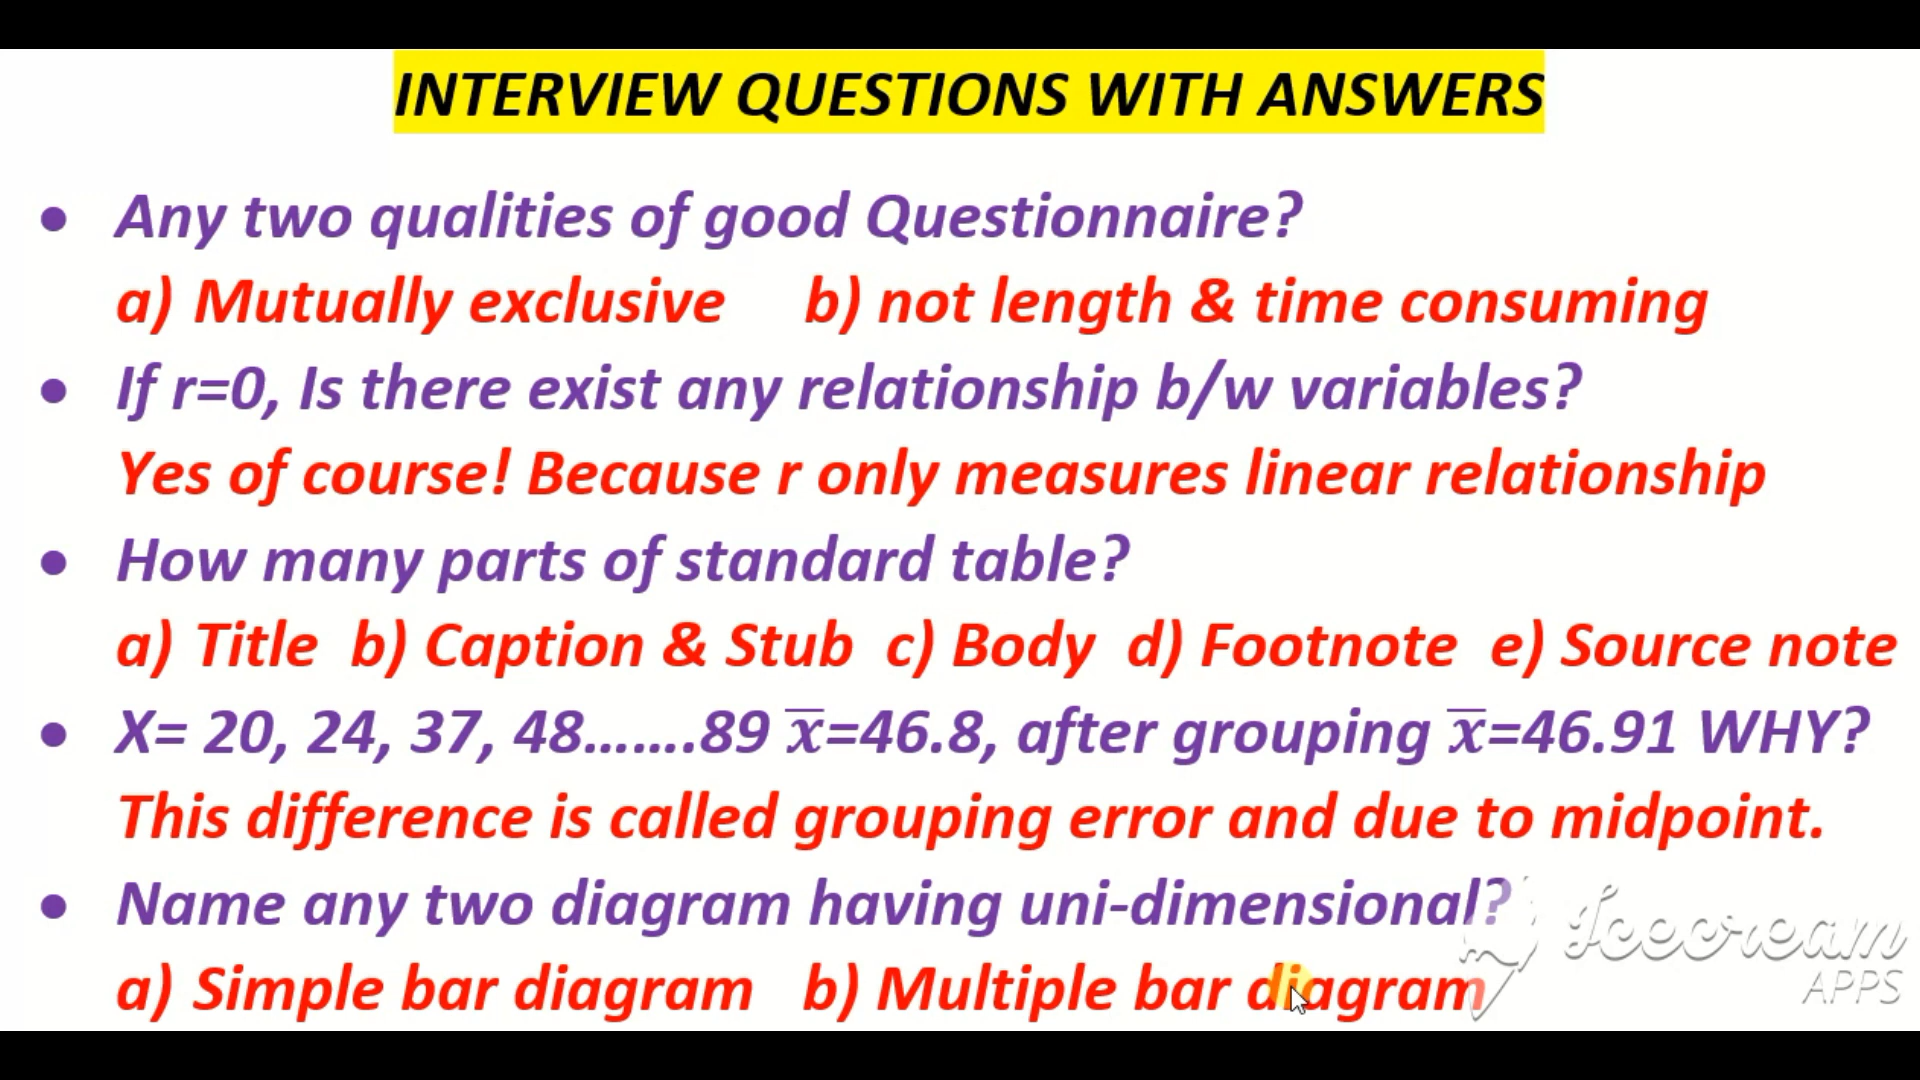 INTERVIEW QUESTIONS WITH ANSWERS
• Any two qualities of good Questionnaire?
a) Mutually exclusive b) not length & time consuming
• If r=0, Is there exist any relationship b/w variables?
Yes of course! Because r only measures linear relationship
• How many parts of standard table?
a) Title b) Caption & Stub c) Body d) Footnote e) Source note
• X= 20, 24, 37, 48.......89 x̅=46.8, after grouping x̅=46.91 WHY?
This difference is called grouping error and due to midpoint.
• Name any two diagram having uni-dimensional?
a) Simple bar diagram b) Multiple bar diagram
Icecream
APPS